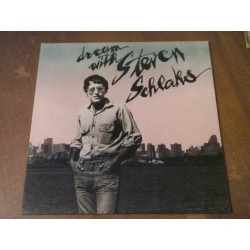 dream
with
Steven
Schlaks